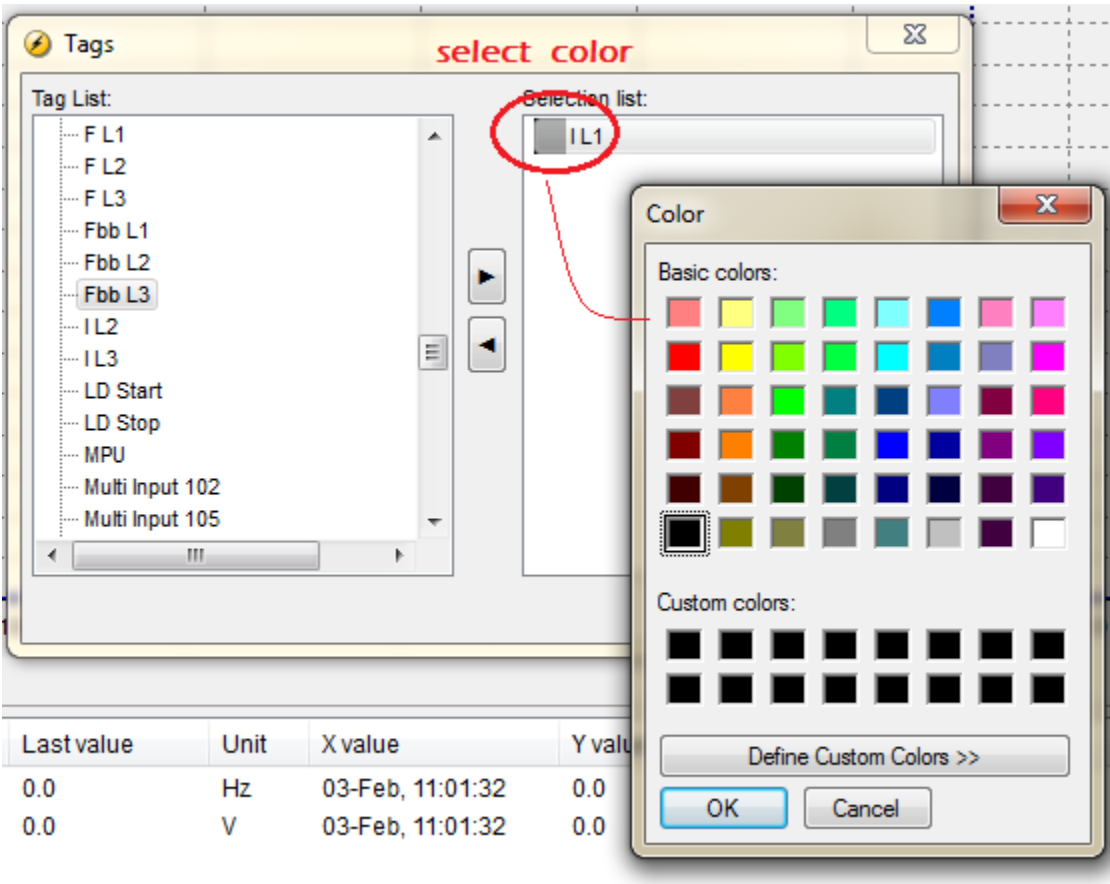 Tags
select color
Tag List:
Selection list:
F L1
F L2
F L3
Fbb L1
Fbb L2
Fbb L3
I L2
I L3
LD Start
LD Stop
MPU
Multi Input 102
Multi Input 105
I L1
Color
Basic colors:
Custom colors:
Define Custom Colors >>
OK Cancel
Last value Unit X value Y valu
0.0 Hz 03-Feb, 11:01:32 0.0
0.0 V 03-Feb, 11:01:32 0.0